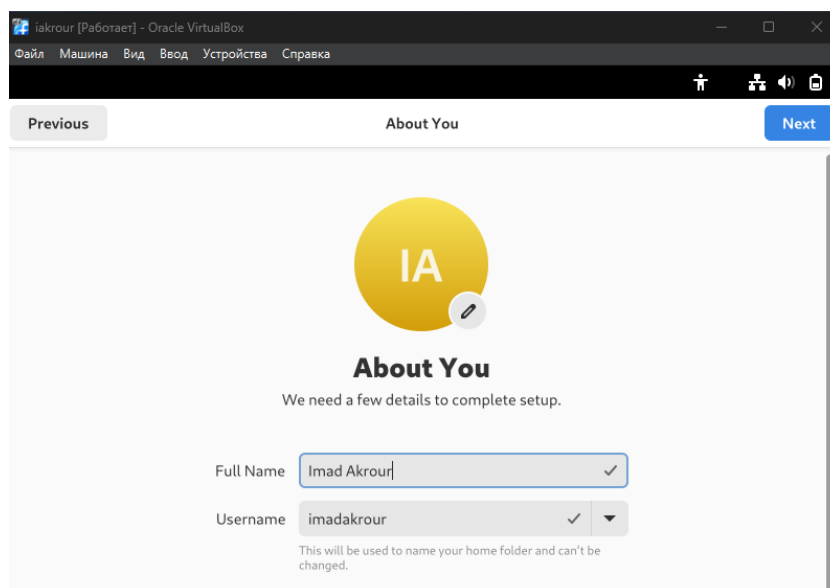 iakrour [Работает] - Oracle VirtualBox
Файл Машина Вид Ввод Устройства Справка
Previous About You Next
IA
About You
We need a few details to complete setup.
Full Name Imad Akrour
Username imadakrour
This will be used to name your home folder and can't be
changed.